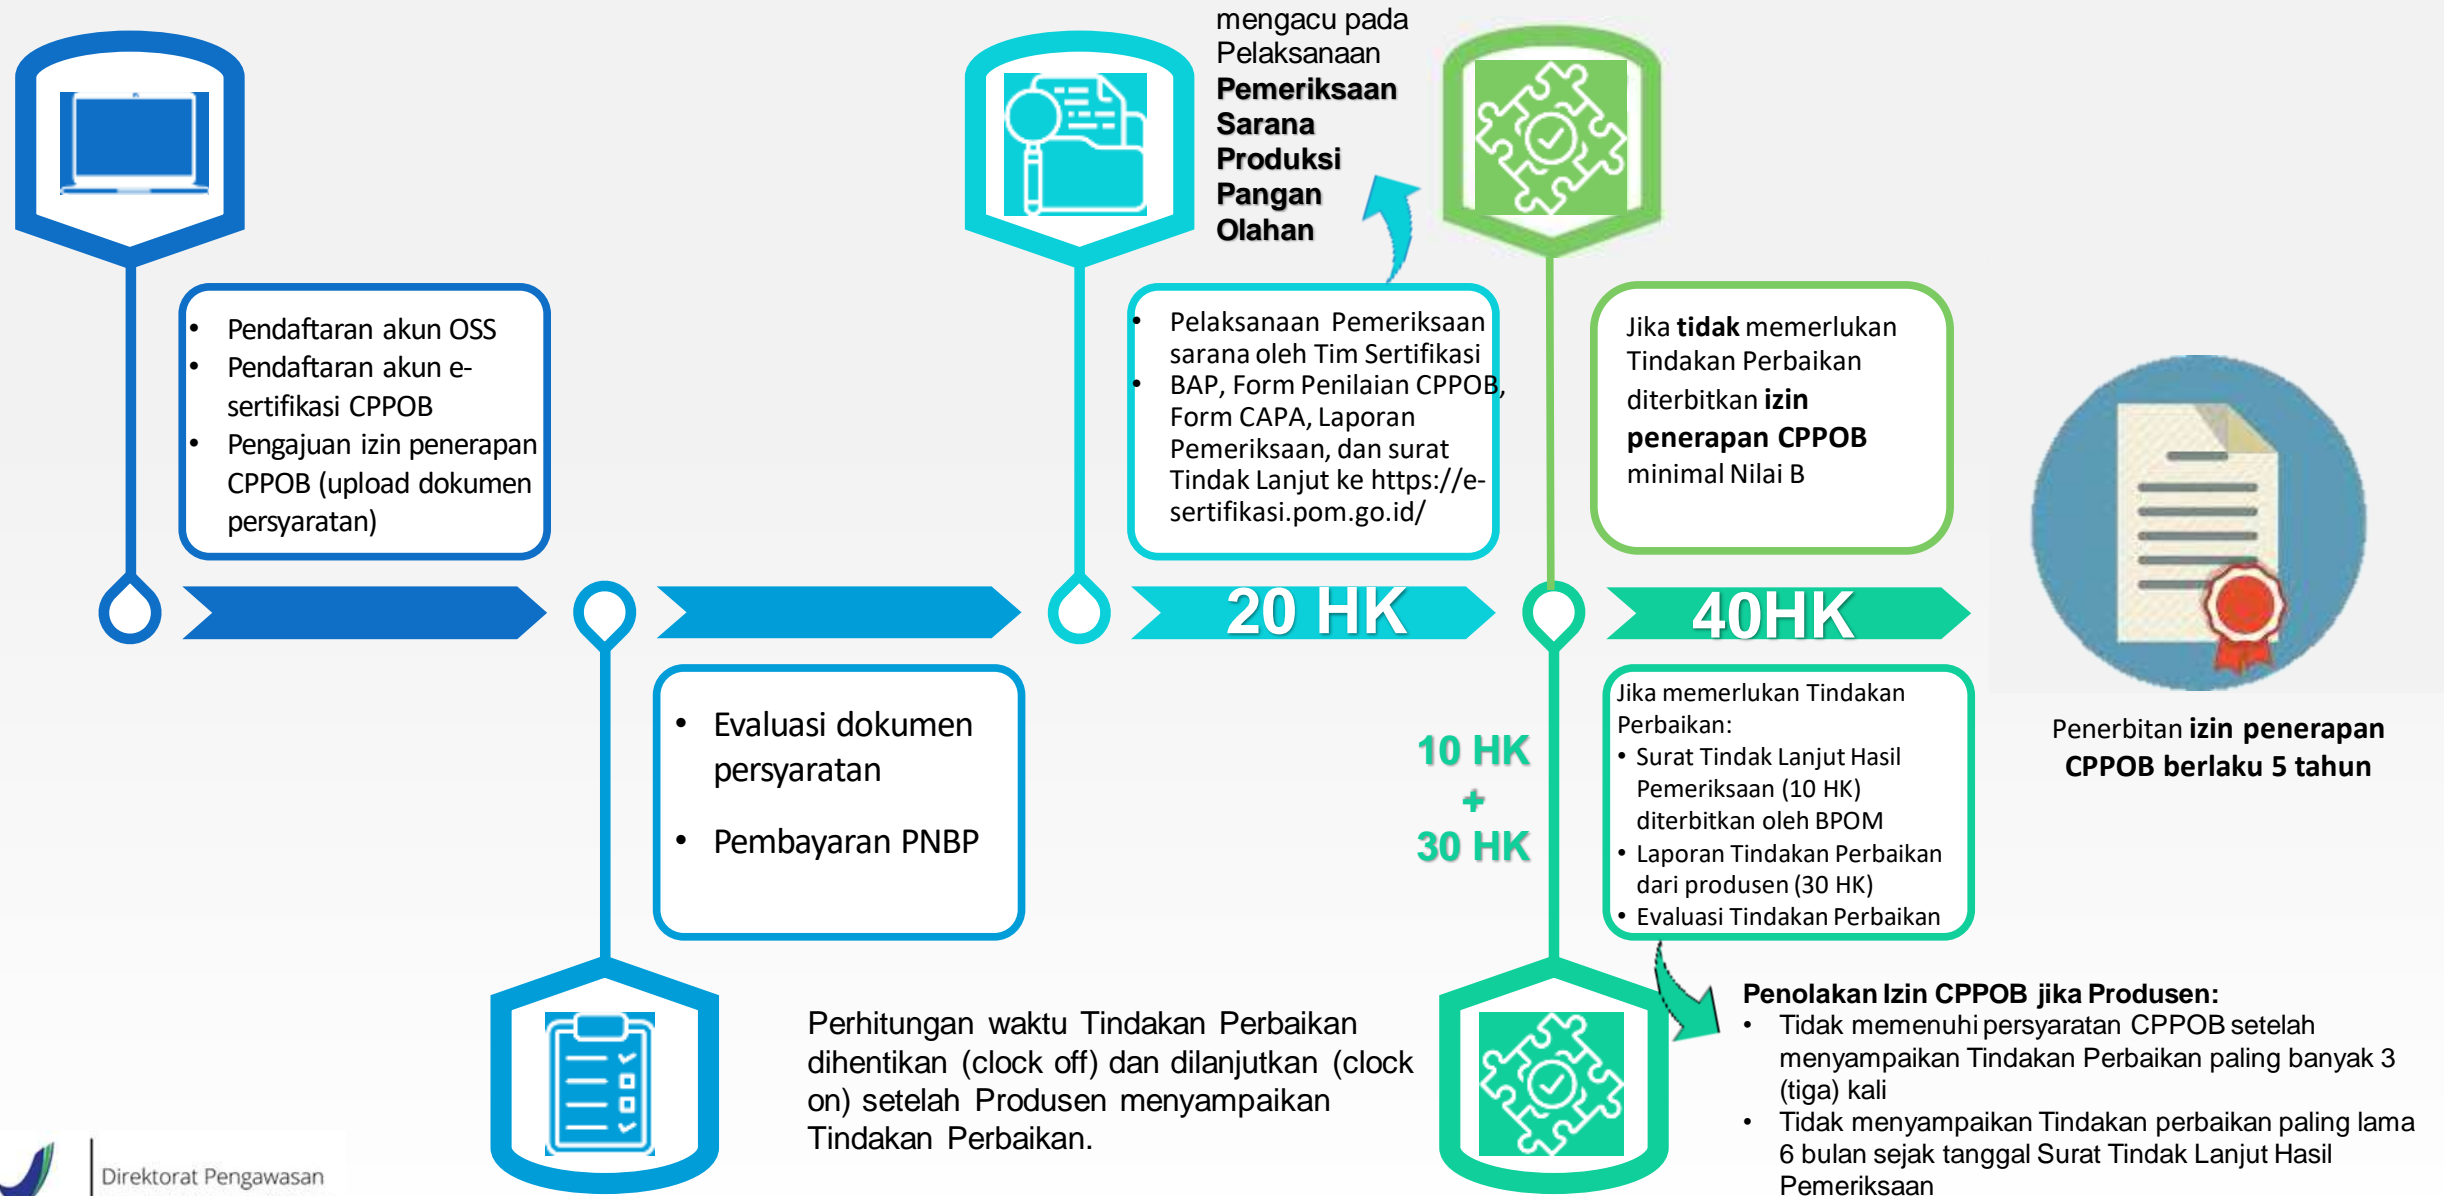 mengacu pada
Pelaksanaan
Pemeriksaan
Sarana
Produksi
Pangan
Olahan
• Pendaftaran akun OSS
• Pendaftaran akun e-
sertifikasi CPPOB
• Pengajuan izin penerapan
CPPOB (upload dokumen
persyaratan)
• Pelaksanaan Pemeriksaan
sarana oleh Tim Sertifikasi
• BAP, Form Penilaian CPPOB,
Form CAPA, Laporan
Pemeriksaan, dan surat
Tindak Lanjut ke https://e-
sertifikasi.pom.go.id/
Jika tidak memerlukan
Tindakan Perbaikan
diterbitkan izin
penerapan CPPOB
minimal Nilai B
20 HK
40HK
• Evaluasi dokumen
persyaratan
• Pembayaran PNBP
10 HK
+
30 HK
Jika memerlukan Tindakan
Perbaikan:
• Surat Tindak Lanjut Hasil
Pemeriksaan (10 HK)
diterbitkan oleh BPOM
• Laporan Tindakan Perbaikan
dari produsen (30 HK)
• Evaluasi Tindakan Perbaikan
Penerbitan izin penerapan
CPPOB berlaku 5 tahun
Perhitungan waktu Tindakan Perbaikan
dihentikan (clock off) dan dilanjutkan (clock
on) setelah Produsen menyampaikan
Tindakan Perbaikan.
Penolakan Izin CPPOB jika Produsen:
• Tidak memenuhi persyaratan CPPOB setelah
menyampaikan Tindakan Perbaikan paling banyak 3
(tiga) kali
• Tidak menyampaikan Tindakan perbaikan paling lama
6 bulan sejak tanggal Surat Tindak Lanjut Hasil
Pemeriksaan
Direktorat Pengawasan